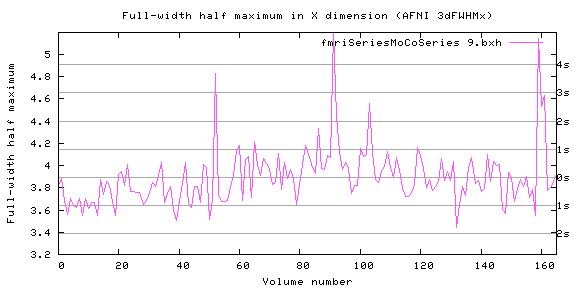 Full-width half maximum in X dimension (AFNI 3dFWHMx)
fmriSeriesMoCoSeries 9.bxh
Full-width half maximum
5
4.8
4.6
4.4
4.2
4
3.8
3.6
3.4
3.2
4s
3s
2s
1s
0s
1s
2s
0 20 40 60 80 100 120 140 160
Volume number